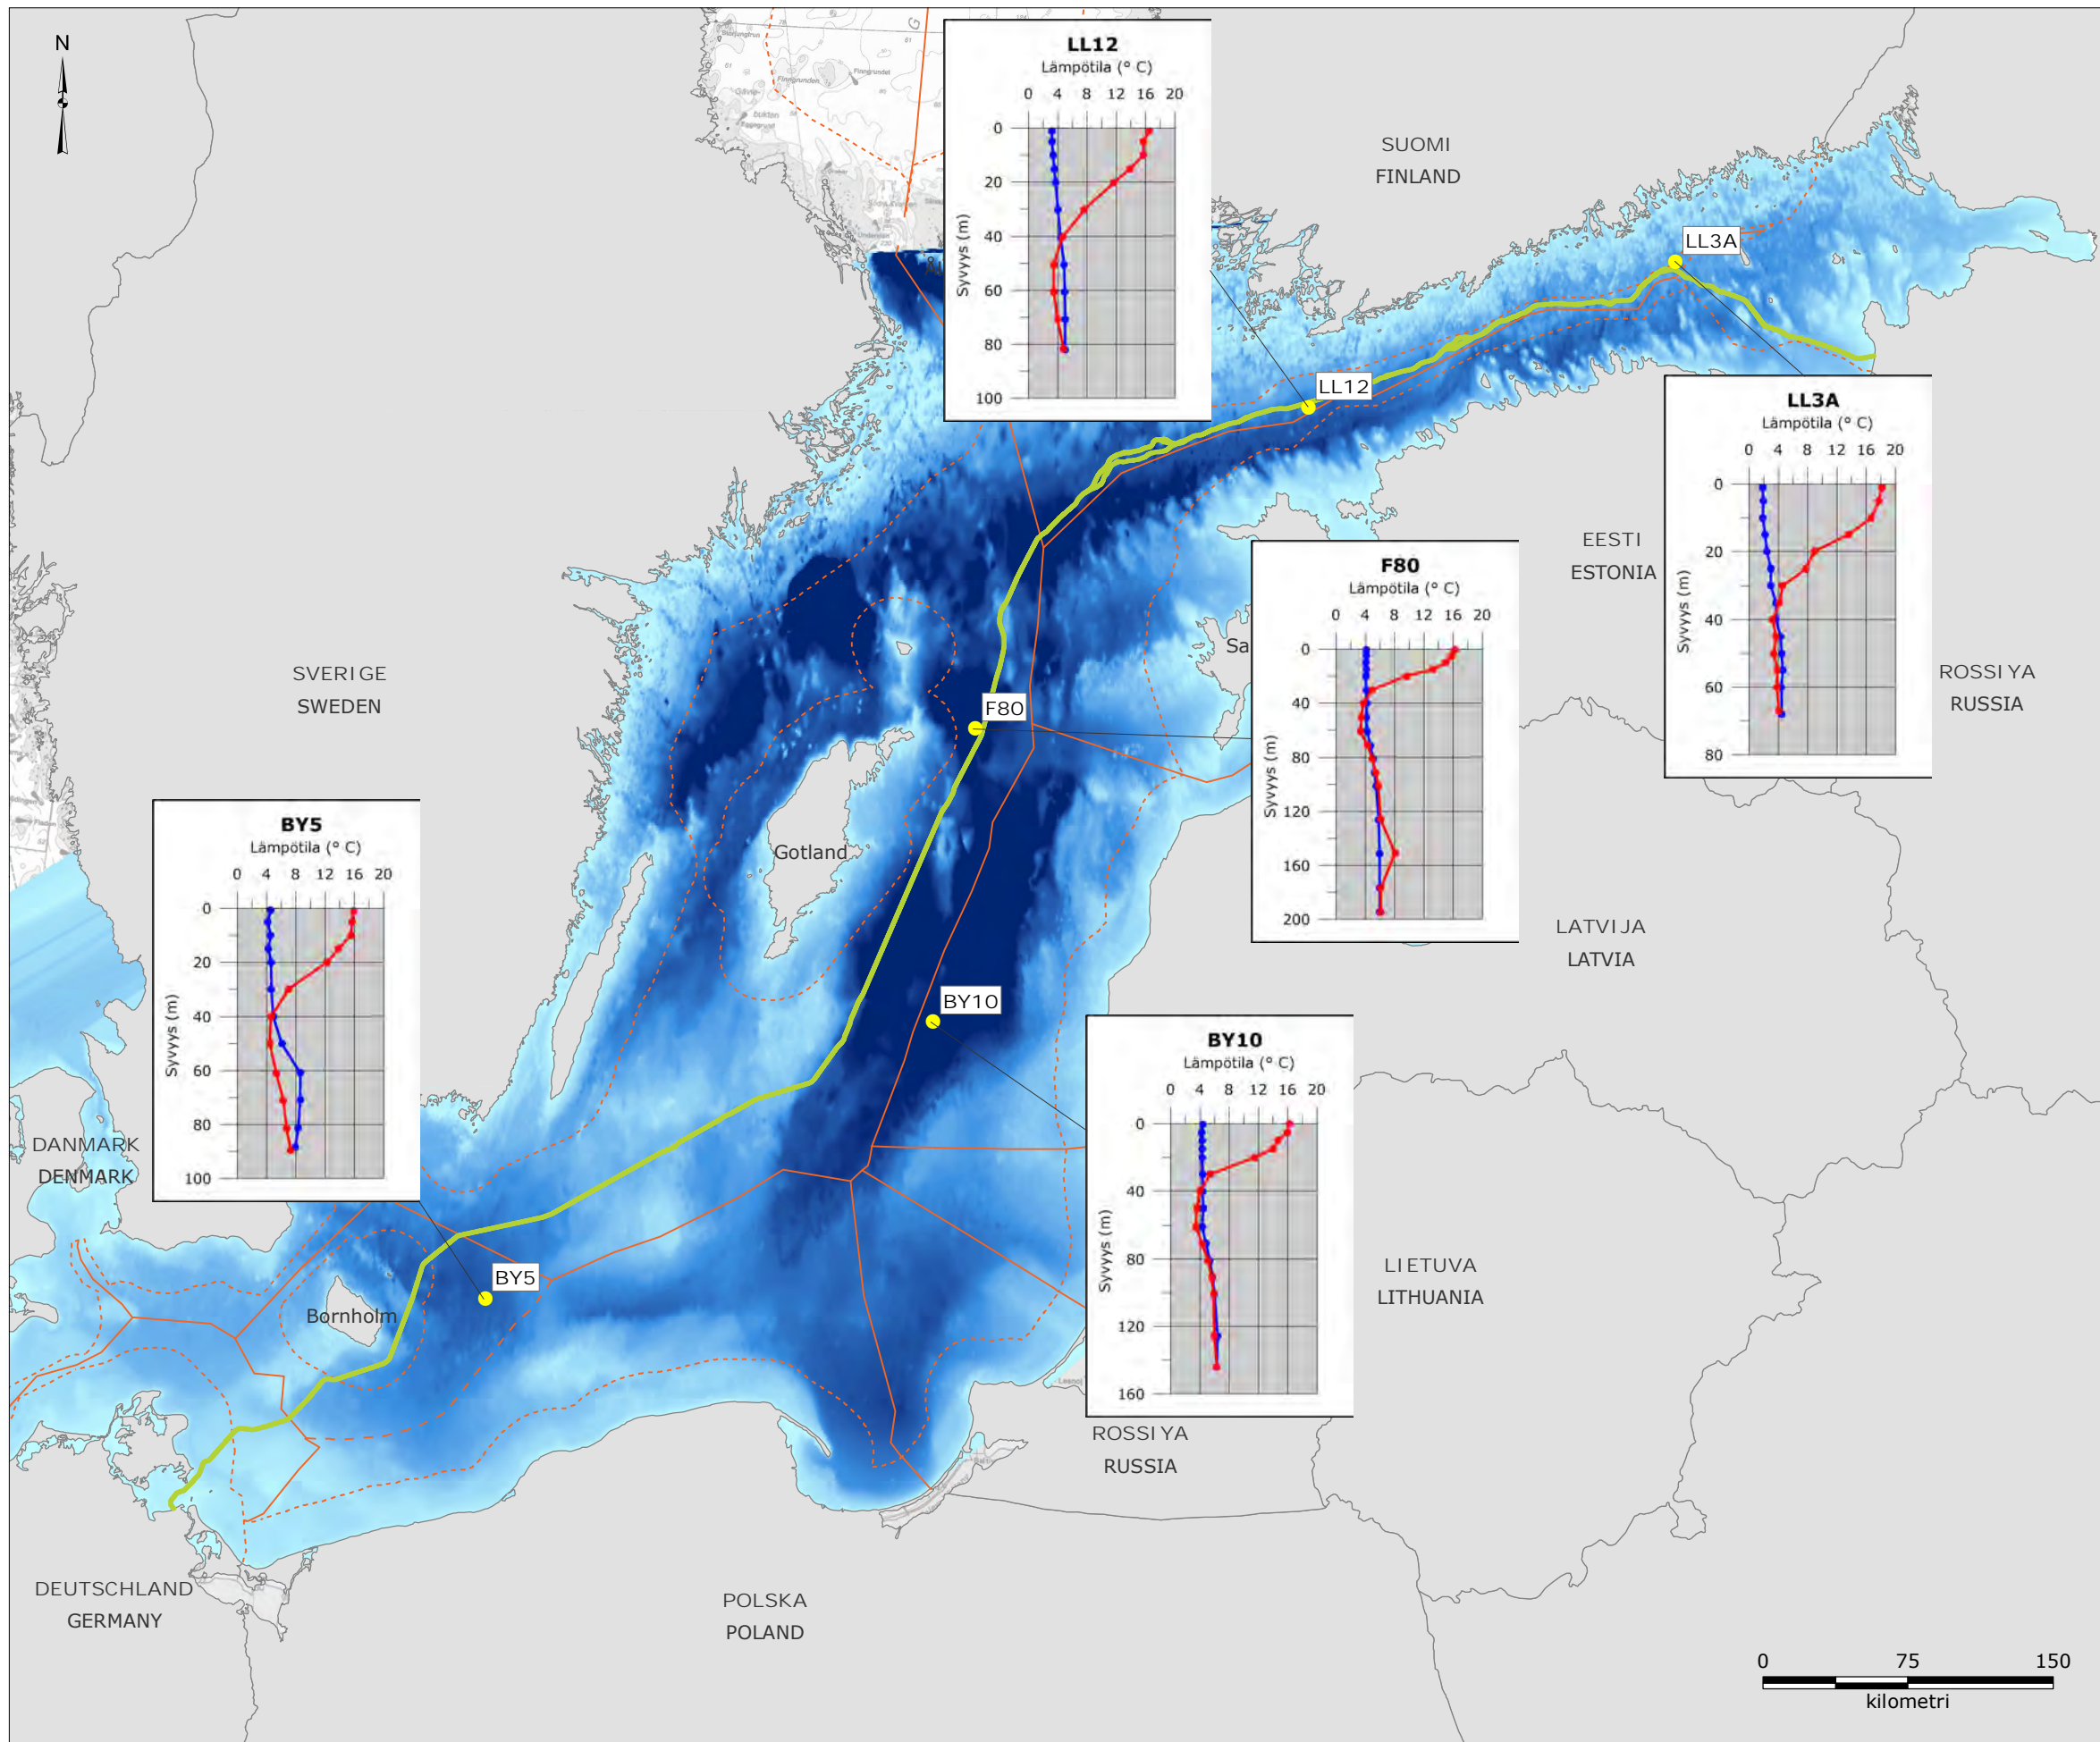 N
LL12
Lämpötila (° C)
0 4 8 12 16 20
0
20
40
60
80
100
Syvyys (m)
SUOMI
FINLAND
LL3A
LL12
LL3A
Lämpötila (° C)
0 4 8 12 16 20
0
20
40
60
80
Syvyys (m)
EESTI
ESTONIA
F80
Lämpötila (° C)
0 4 8 12 16 20
0
40
80
120
160
200
Syvyys (m)
Sa
ROSSIYA
RUSSIA
SVERIGE
SWEDEN
F80
BY5
Lämpötila (° C)
0 4 8 12 16 20
0
20
40
60
80
100
Syvyys (m)
Gotland
LATVIJA
LATVIA
BY10
BY10
Lämpötila (° C)
0 4 8 12 16 20
0
40
80
120
160
Syvyys (m)
DANMARK
DENMARK
BY5
Bornholm
LIETUVA
LITHUANIA
ROSSIYA
RUSSIA
DEUTSCHLAND
GERMANY
POLSKA
POLAND
0 75 150
kilometri